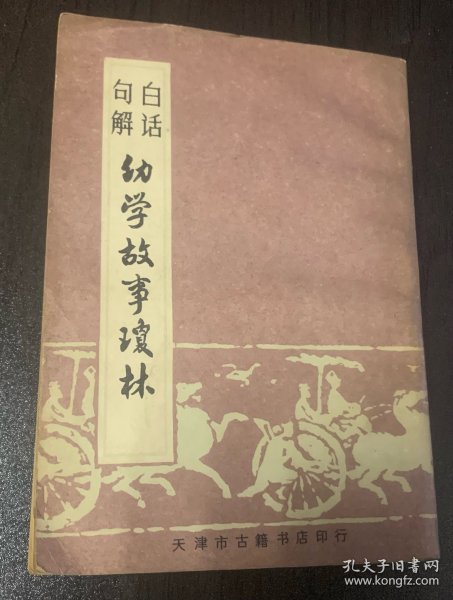 白话
句解
幼学故事琼林
天津市古籍书店印行
孔夫子旧书网
www.kongfz.com